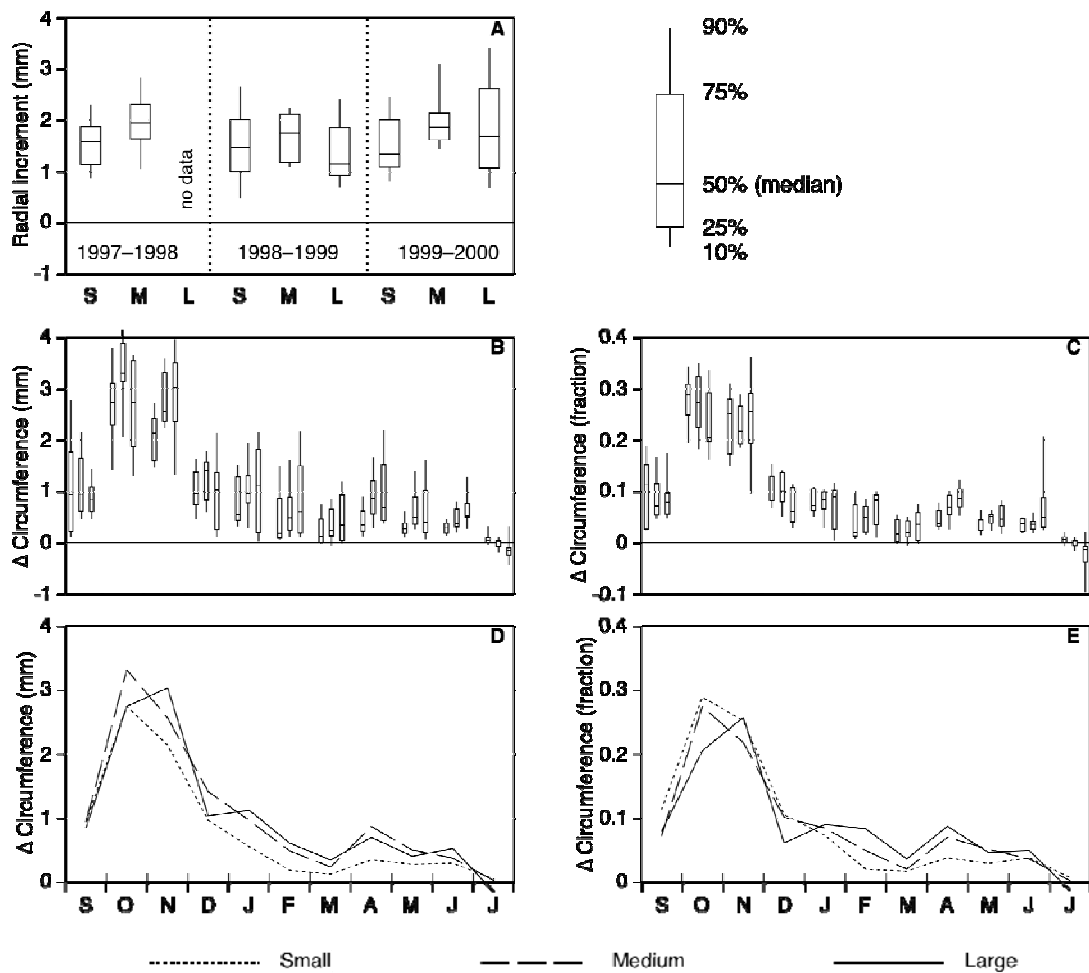 A
Radial Increment (mm)
4
3
2
1
0
-1
no data
1997–1998
1998–1999
1999–2000
S M L S M L S M L
90%
75%
50% (median)
25%
10%
B
Δ Circumference (mm)
4
3
2
1
0
-1
C
Δ Circumference (fraction)
0.4
0.3
0.2
0.1
0
-0.1
D
Δ Circumference (mm)
4
3
2
1
0
S O N D J F M A M J J
E
Δ Circumference (fraction)
0.4
0.3
0.2
0.1
0
S O N D J F M A M J J
Small Medium Large